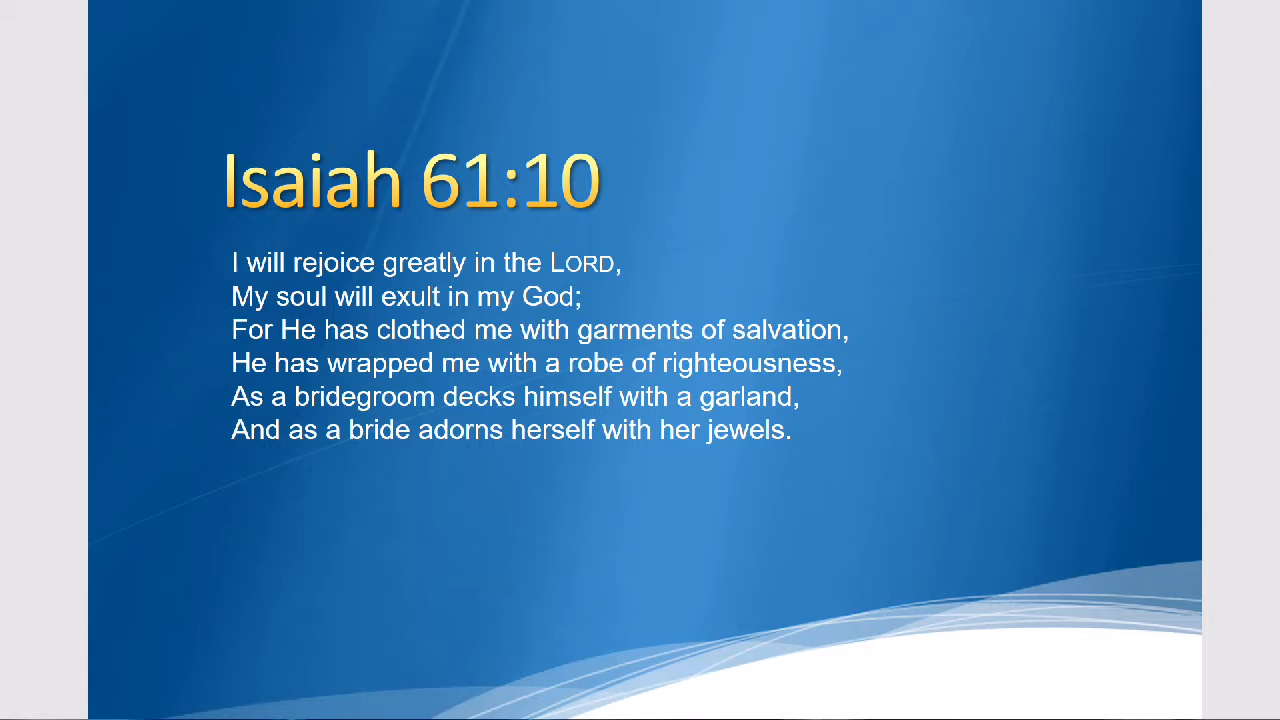 Isaiah 61:10
I will rejoice greatly in the LORD,
My soul will exult in my God;
For He has clothed me with garments of salvation,
He has wrapped me with a robe of righteousness,
As a bridegroom decks himself with a garland,
And as a bride adorns herself with her jewels.